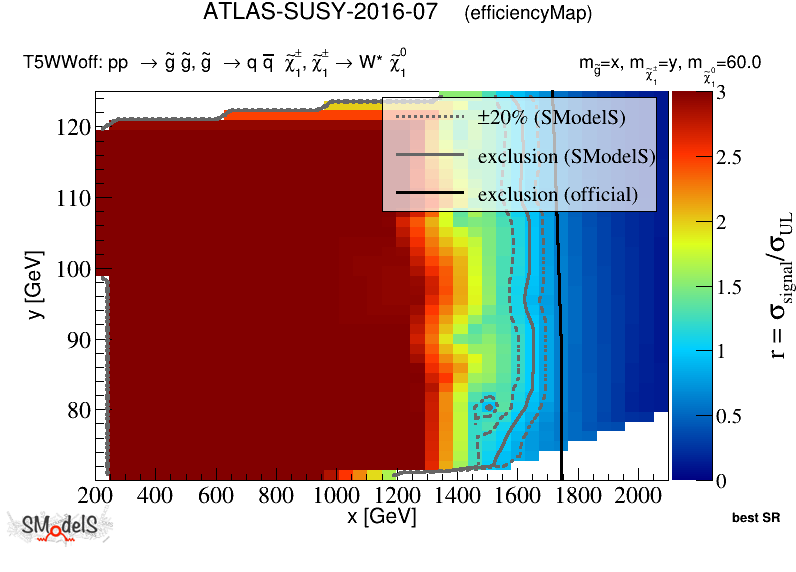 ATLAS-SUSY-2016-07 (efficiencyMap)
T5WWoff: pp → g̃ g̃, g̃ → q q̅ χ̃₁±, χ̃₁± → W* χ̃₁⁰
m_g̃=x, m_χ̃₁±=y, m_χ̃₁⁰=60.0
±20% (SModelS)
exclusion (SModelS)
exclusion (official)
120
110
100
90
80
y [GeV]
200 400 600 800 1000 1200 1400 1600 1800 2000
x [GeV]
3
2.5
2
1.5
1
0.5
0
r = σ_signal/σ_UL
SModelS
best SR